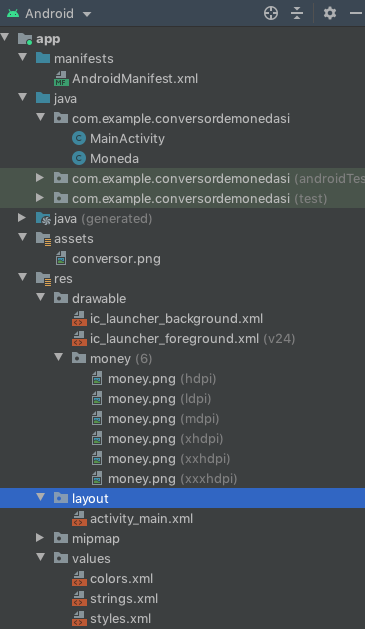 Android
app
manifests
AndroidManifest.xml
java
com.example.conversordemonedasi
MainActivity
Moneda
com.example.conversordemonedasi (androidTes
com.example.conversordemonedasi (test)
java (generated)
assets
conversor.png
res
drawable
ic_launcher_background.xml
ic_launcher_foreground.xml (v24)
money (6)
money.png (hdpi)
money.png (ldpi)
money.png (mdpi)
money.png (xhdpi)
money.png (xxhdpi)
money.png (xxxhdpi)
layout
activity_main.xml
mipmap
values
colors.xml
strings.xml
styles.xml